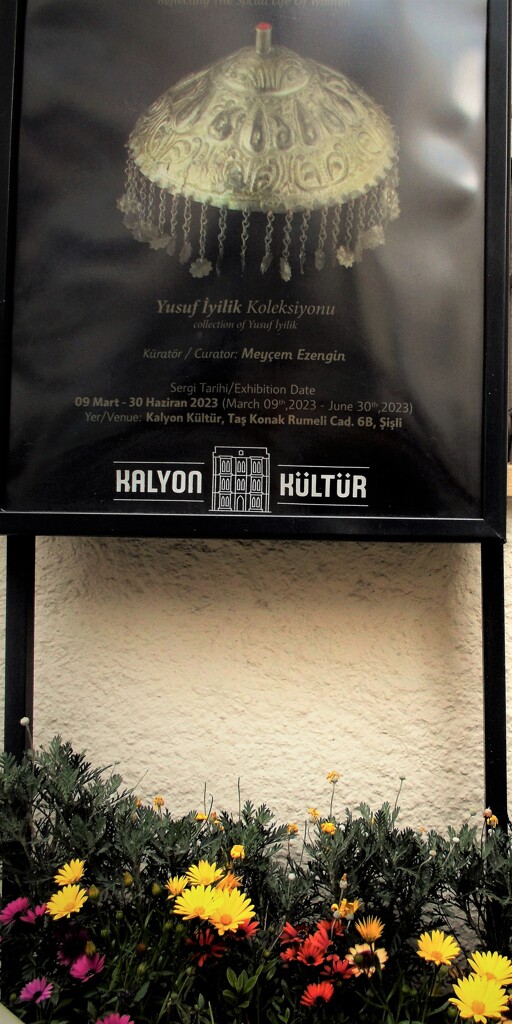 Reflecting The Social Life Of Women
Yusuf İyilik Koleksiyonu
collection of Yusuf İyilik
Küratör / Curator: Meyçem Ezengin
Sergi Tarihi/Exhibition Date
09 Mart - 30 Haziran 2023 (March 09th,2023 - June 30th,2023)
Yer/Venue: Kalyon Kültür, Taş Konak Rumeli Cad. 6B, Şişli
KALYON KÜLTÜR